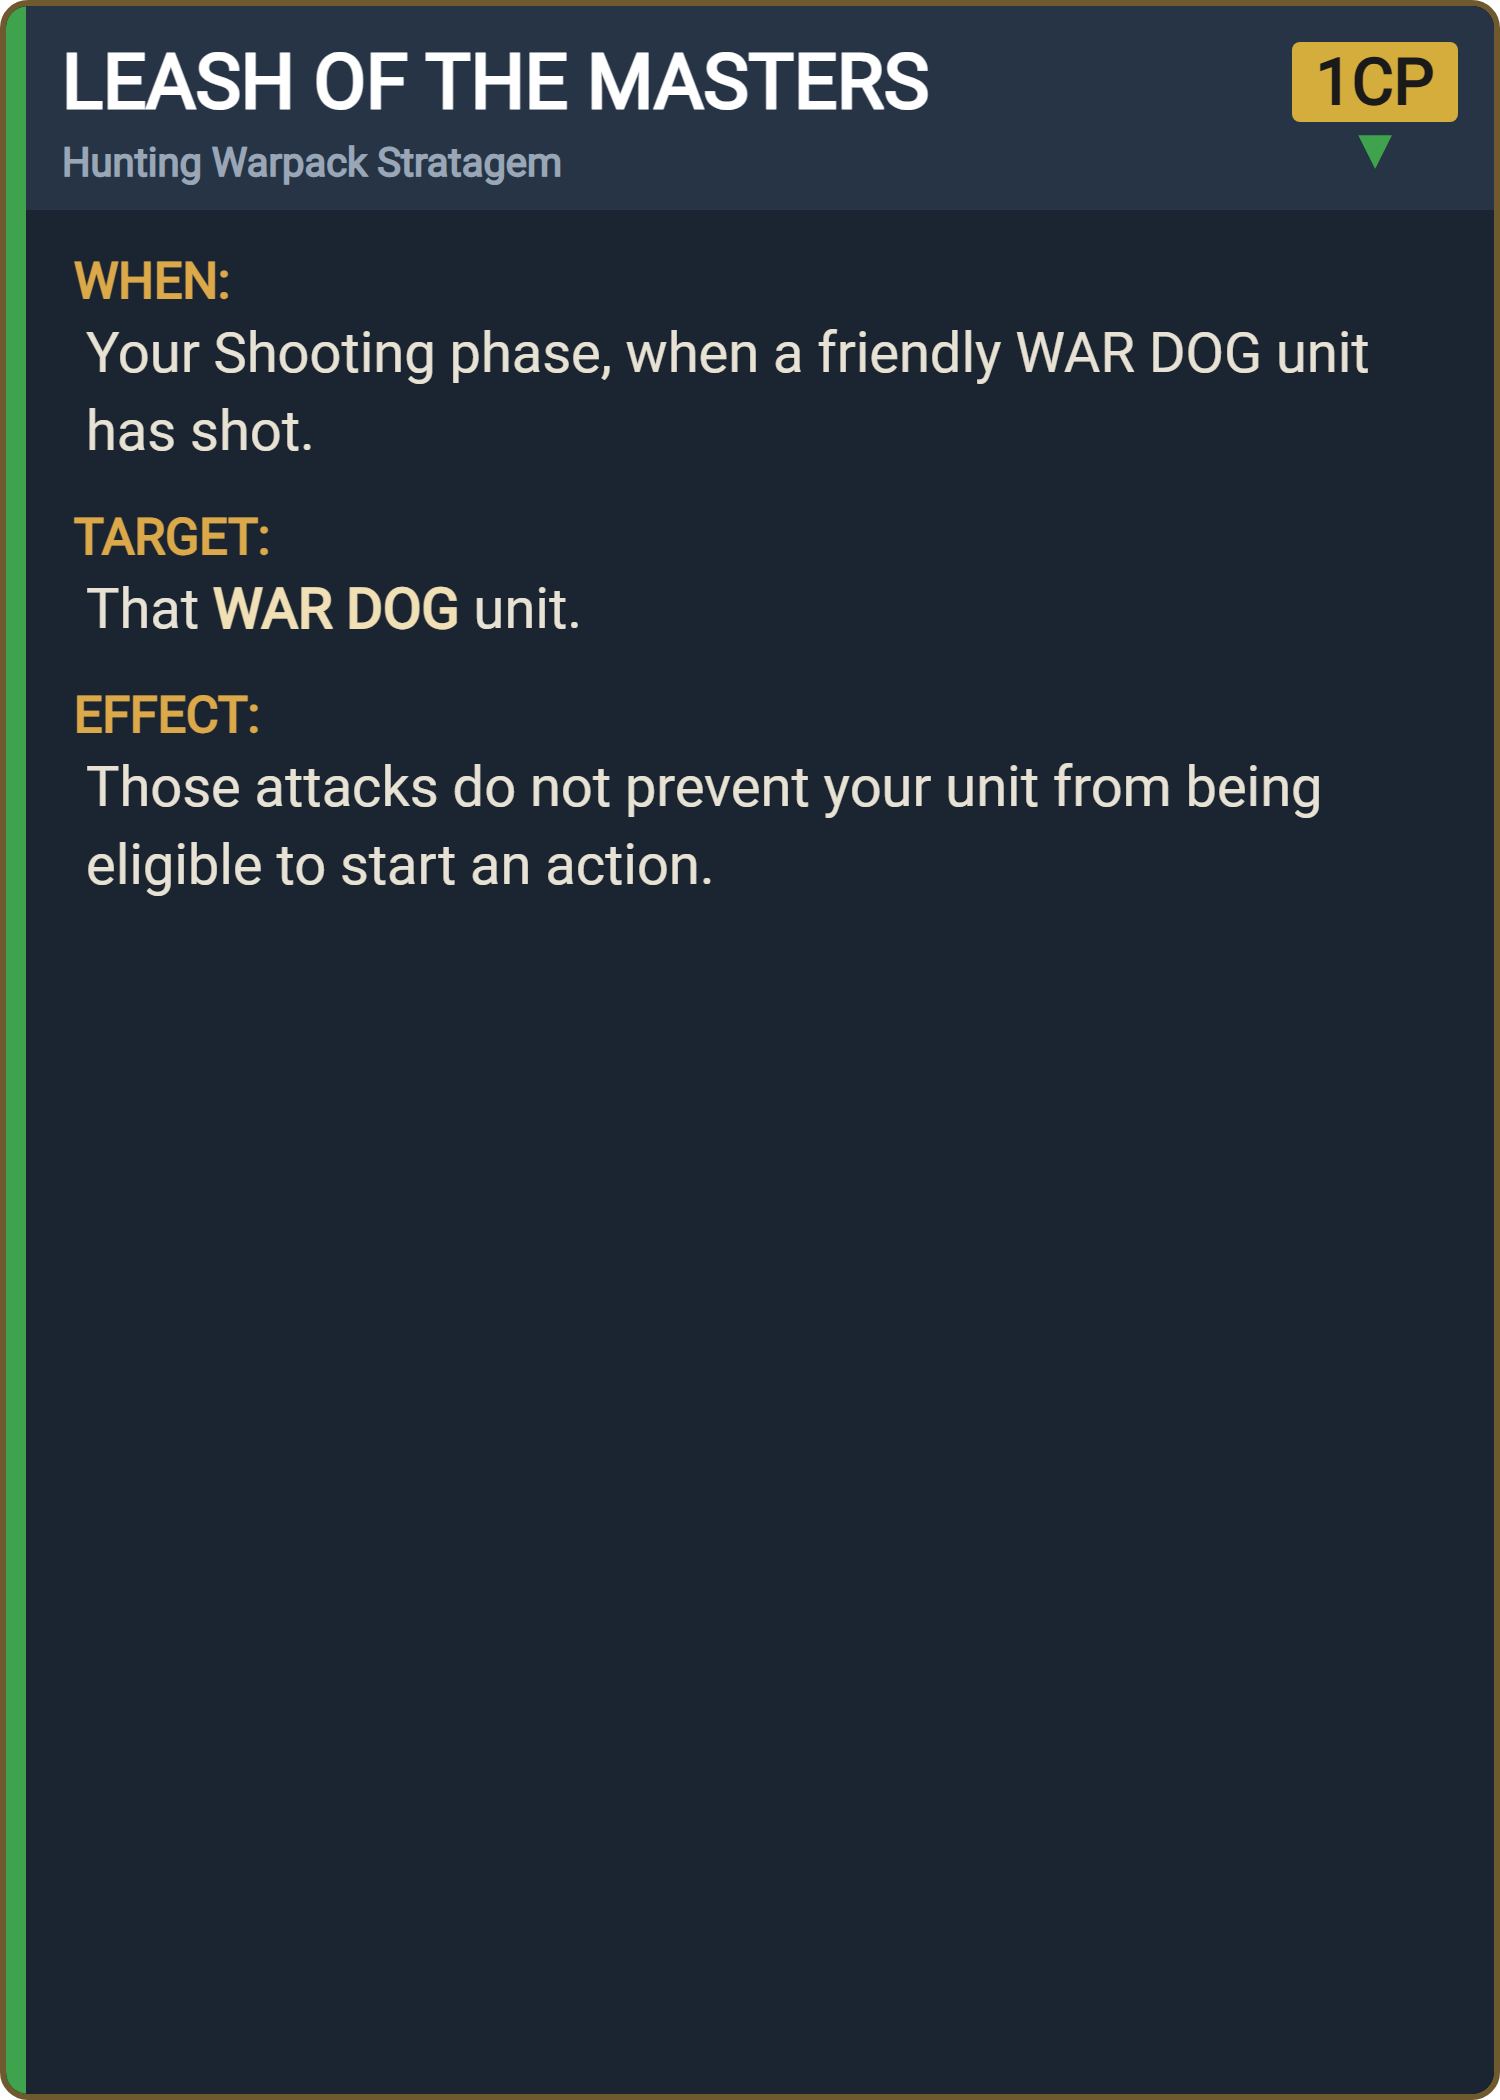 LEASH OF THE MASTERS
1CP
Hunting Warpack Stratagem
WHEN:
Your Shooting phase, when a friendly WAR DOG unit
has shot.
TARGET:
That WAR DOG unit.
EFFECT:
Those attacks do not prevent your unit from being
eligible to start an action.